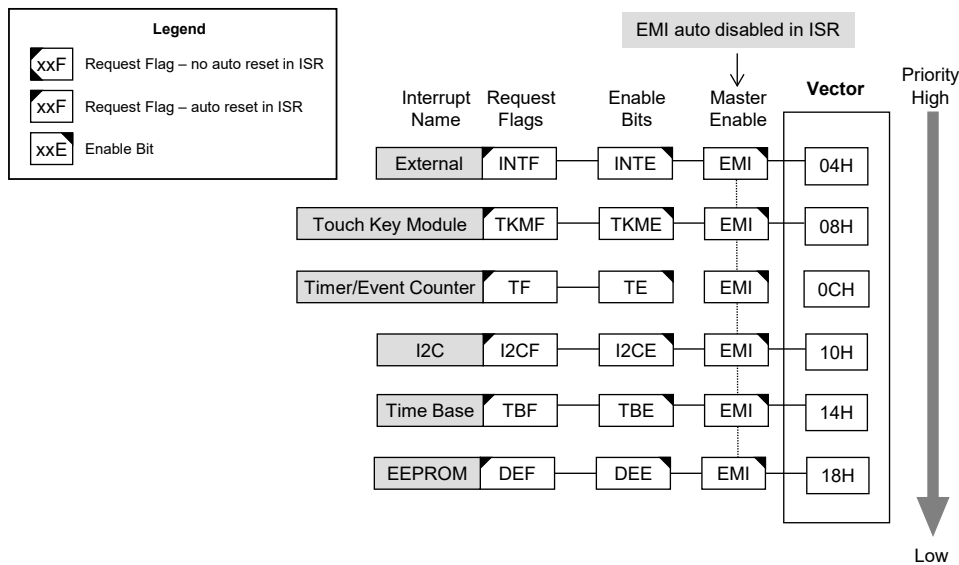 Legend
xxF Request Flag – no auto reset in ISR
xxF Request Flag – auto reset in ISR
xxE Enable Bit
EMI auto disabled in ISR
Interrupt Name
Request Flags
Enable Bits
Master Enable
Vector
Priority
High
External INTF INTE EMI 04H
Touch Key Module TKMF TKME EMI 08H
Timer/Event Counter TF TE EMI 0CH
I2C I2CF I2CE EMI 10H
Time Base TBF TBE EMI 14H
EEPROM DEF DEE EMI 18H
Low